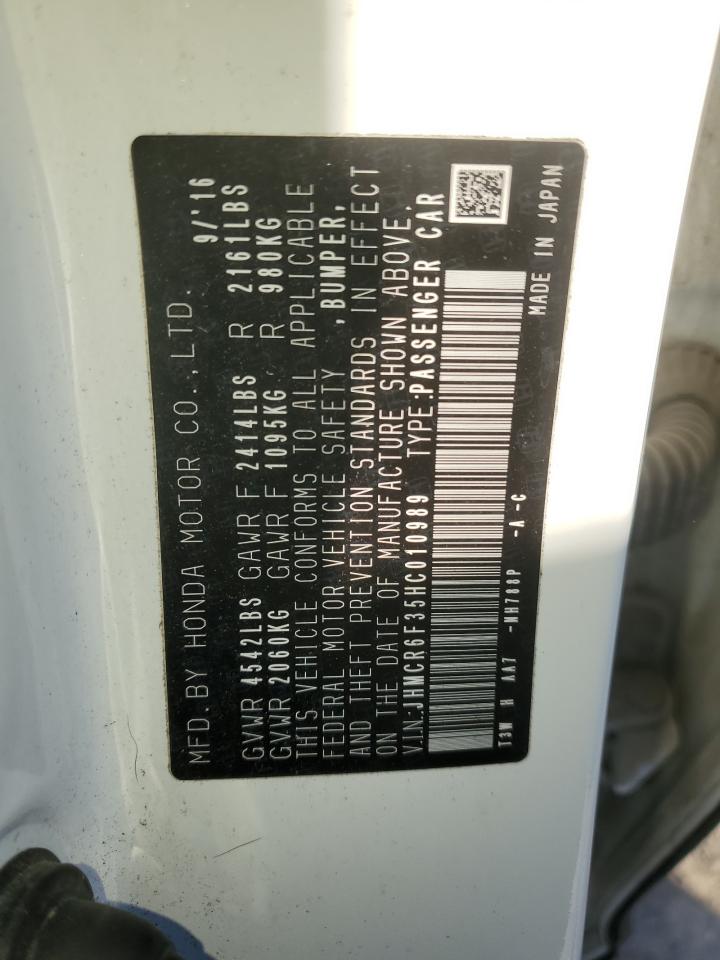 MFD. BY HONDA MOTOR CO., LTD. 9/'16
GVWR 4542LBS GAWR F 2414LBS R 2161LBS
GVWR 2060KG GAWR F 1095KG R 980KG
THIS VEHICLE CONFORMS TO ALL APPLICABLE
FEDERAL MOTOR VEHICLE SAFETY ,BUMPER,
AND THEFT PREVENTION STANDARDS IN EFFECT
ON THE DATE OF MANUFACTURE SHOWN ABOVE.
V.I.N.:JHMCR6F35HC010989 TYPE:PASSENGER CAR
T3W H AA7 -NH788P -A -C MADE IN JAPAN